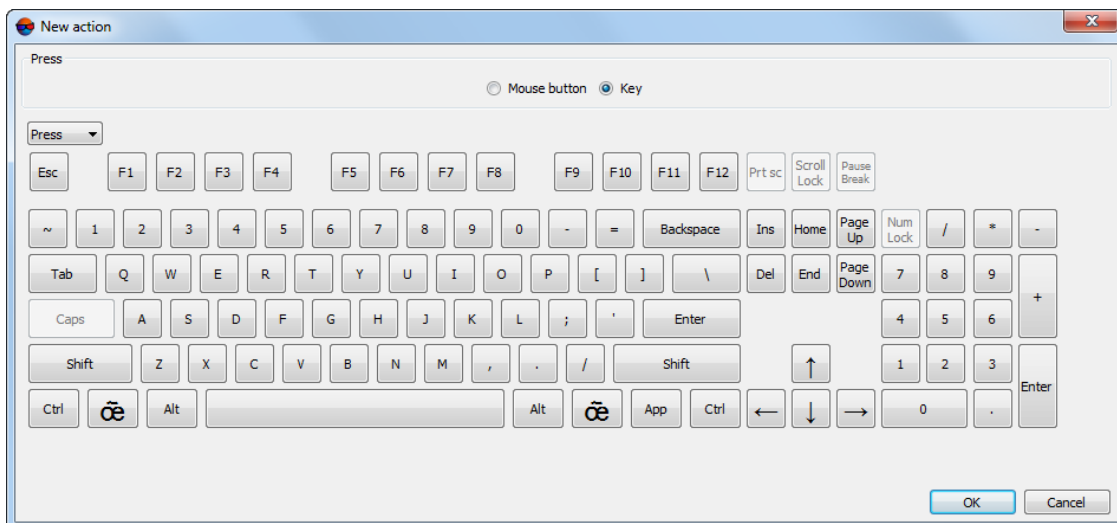 New action
Press
Mouse button Key
Press
Esc F1 F2 F3 F4 F5 F6 F7 F8 F9 F10 F11 F12 Prt sc Scroll Lock Pause Break
~ 1 2 3 4 5 6 7 8 9 0 - = Backspace Ins Home Page Up Num Lock / * -
Tab Q W E R T Y U I O P [ ] \ Del End Page Down 7 8 9 +
Caps A S D F G H J K L ; ' Enter 4 5 6
Shift Z X C V B N M , . / Shift ↑ 1 2 3 Enter
Ctrl œ̃ Alt Alt œ̃ App Ctrl ← ↓ → 0 .
OK Cancel